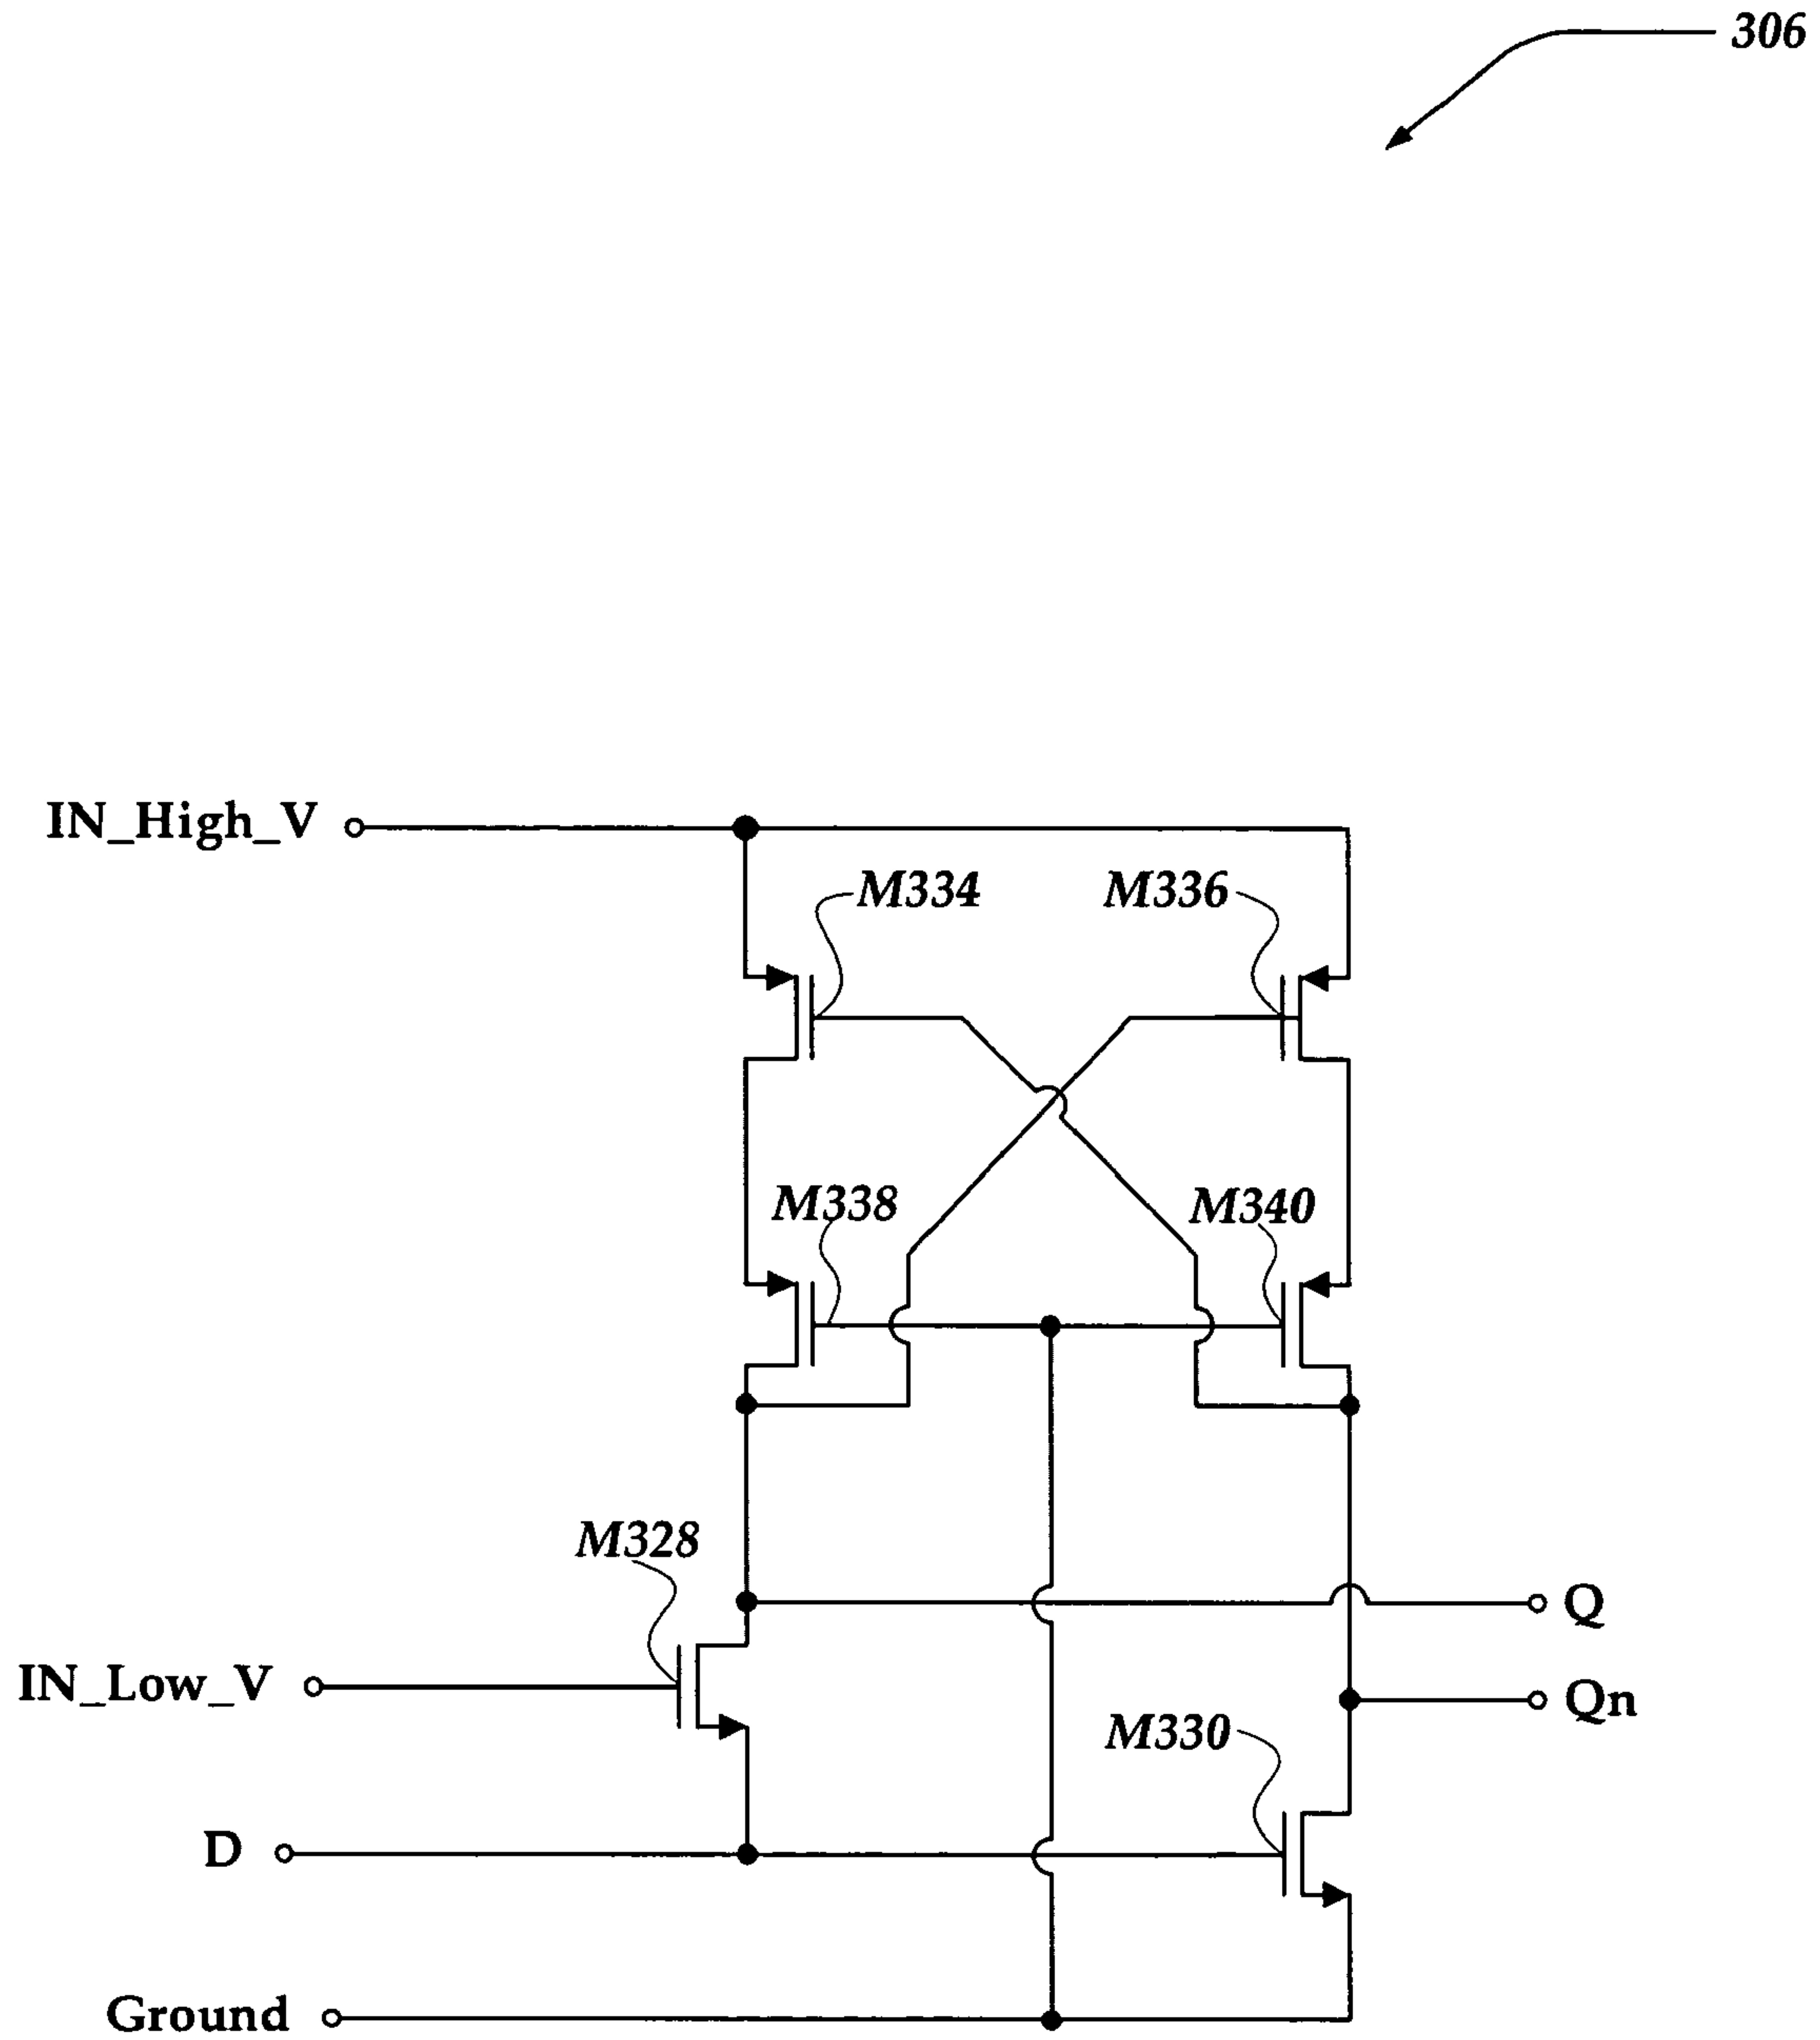 306
IN_High_V
M334
M336
M338
M340
M328
Q
IN_Low_V
Qn
M330
D
Ground